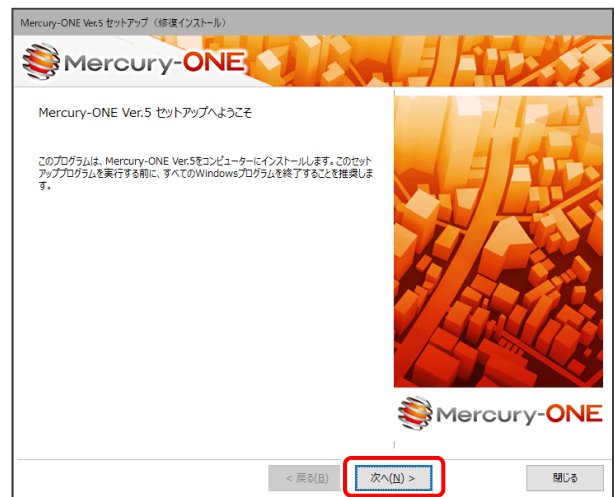 Mercury-ONE Ver.5 セットアップ（修復インストール）
Mercury-ONE
Mercury-ONE Ver.5 セットアップへようこそ
このプログラムは、Mercury-ONE Ver.5をコンピューターにインストールします。このセット
アッププログラムを実行する前に、すべてのWindowsプログラムを終了することを推奨しま
す。
Mercury-ONE
< 戻る(B)
次へ(N) >
閉じる